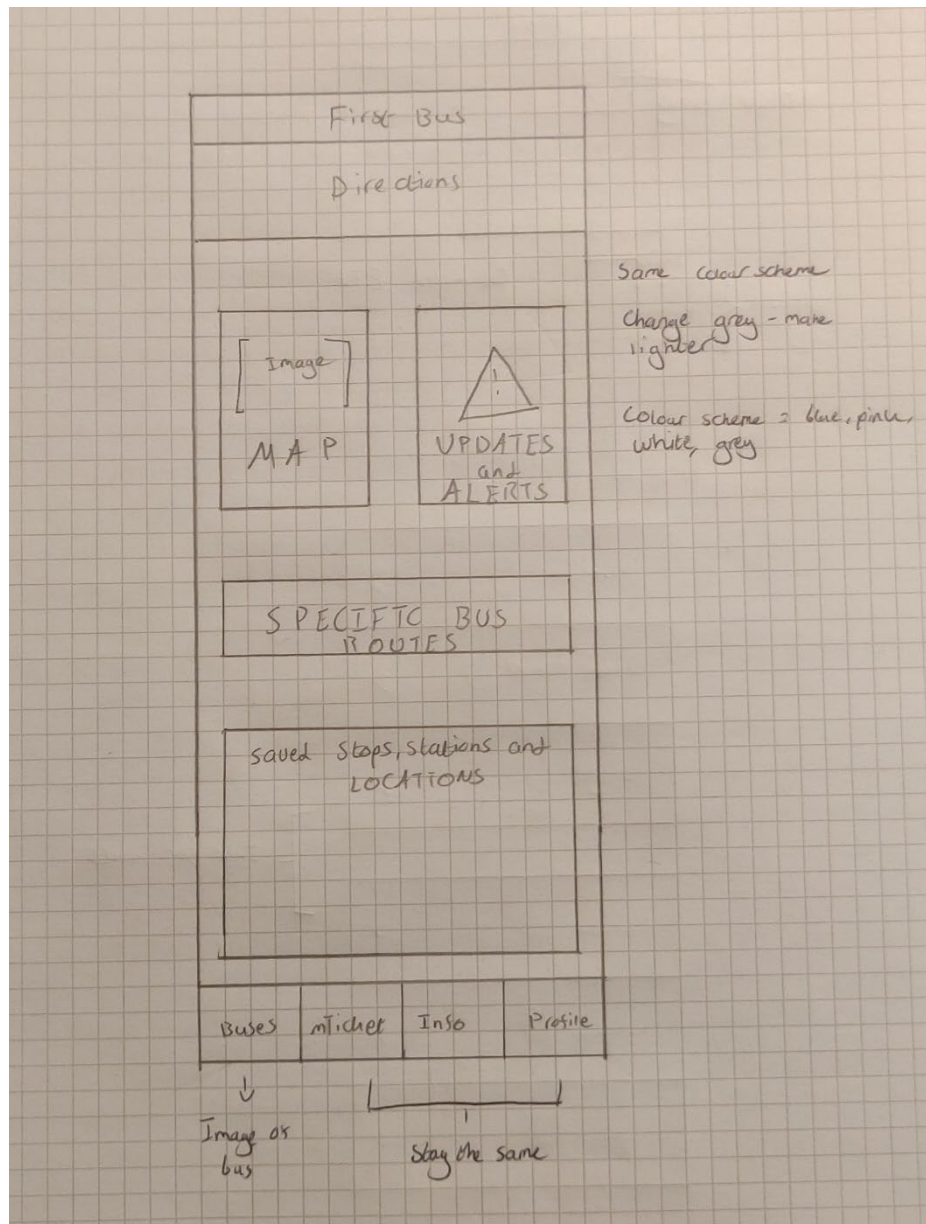 First Bus
Directions
[Image]
MAP
!
UPDATES
and
ALERTS
Same colour scheme
Change grey - make
lighter
Colour scheme = blue, pink,
white, grey
SPECIFIC BUS
ROUTES
Saved Stops, stations and
LOCATIONS
Buses mTicket Info Profile
Image of
bus
Stay the same